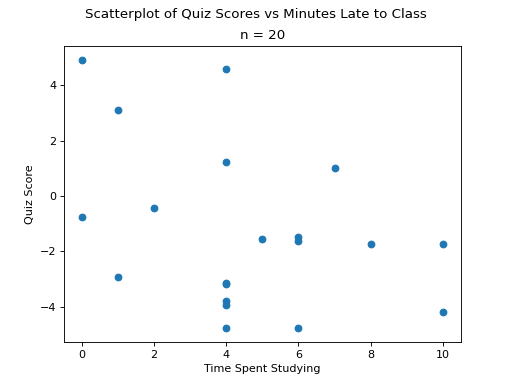 Scatterplot of Quiz Scores vs Minutes Late to Class
n = 20
4
2
0
−2
−4
Quiz Score
0 2 4 6 8 10
Time Spent Studying